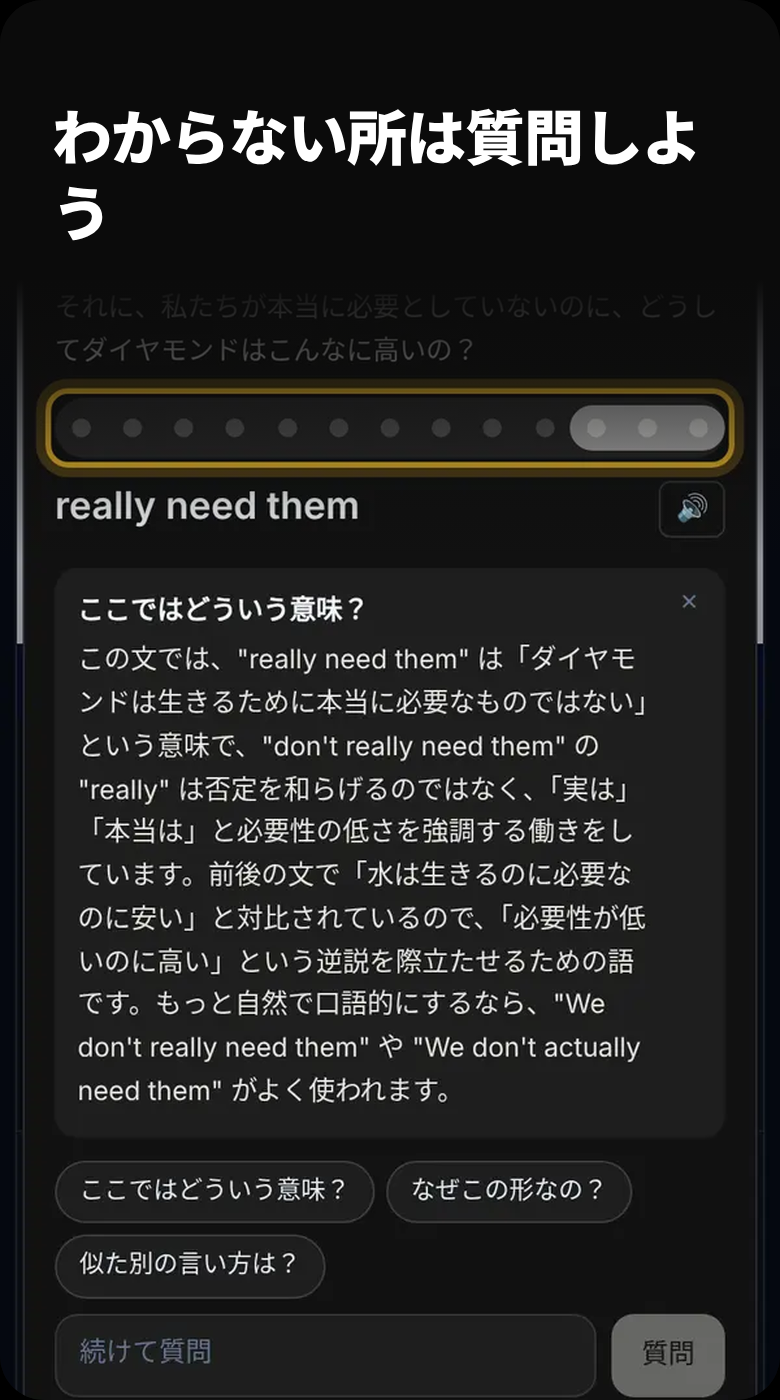 わからない所は質問しよ
う
それに、私たちが本当に必要としていないのに、どうし
てダイヤモンドはこんなに高いの？
really need them
ここではどういう意味？
×
この文では、"really need them" は「ダイヤモ
ンドは生きるために本当に必要なものではない」
という意味で、"don't really need them" の
"really" は否定を和らげるのではなく、「実は」
「本当は」と必要性の低さを強調する働きをし
ています。前後の文で「水は生きるのに必要な
のに安い」と対比されているので、「必要性が低
いのに高い」という逆説を際立たせるための語
です。もっと自然で口語的にするなら、"We
don't really need them" や "We don't actually
need them" がよく使われます。
ここではどういう意味？ なぜこの形なの？
似た別の言い方は？
続けて質問 質問